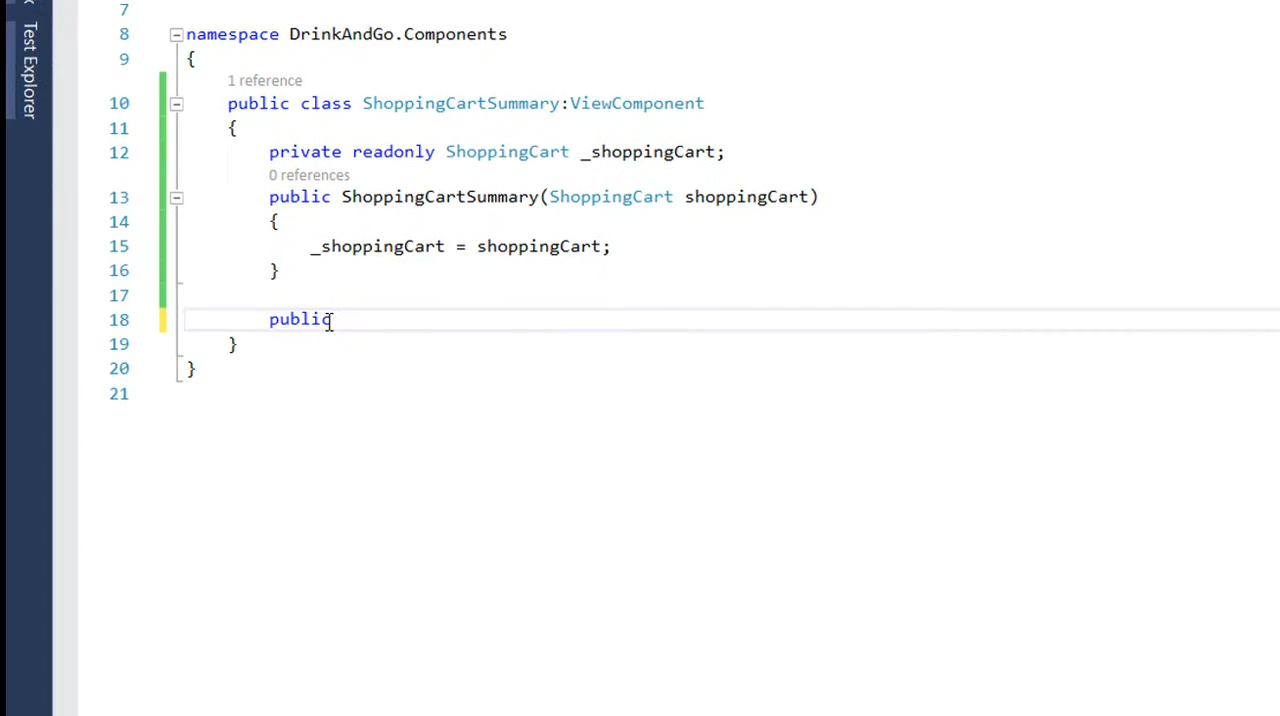 Test Explorer
7
8 namespace DrinkAndGo.Components
9 {
1 reference
10 public class ShoppingCartSummary:ViewComponent
11 {
12 private readonly ShoppingCart _shoppingCart;
0 references
13 public ShoppingCartSummary(ShoppingCart shoppingCart)
14 {
15 _shoppingCart = shoppingCart;
16 }
17
18 public
19 }
20 }
21